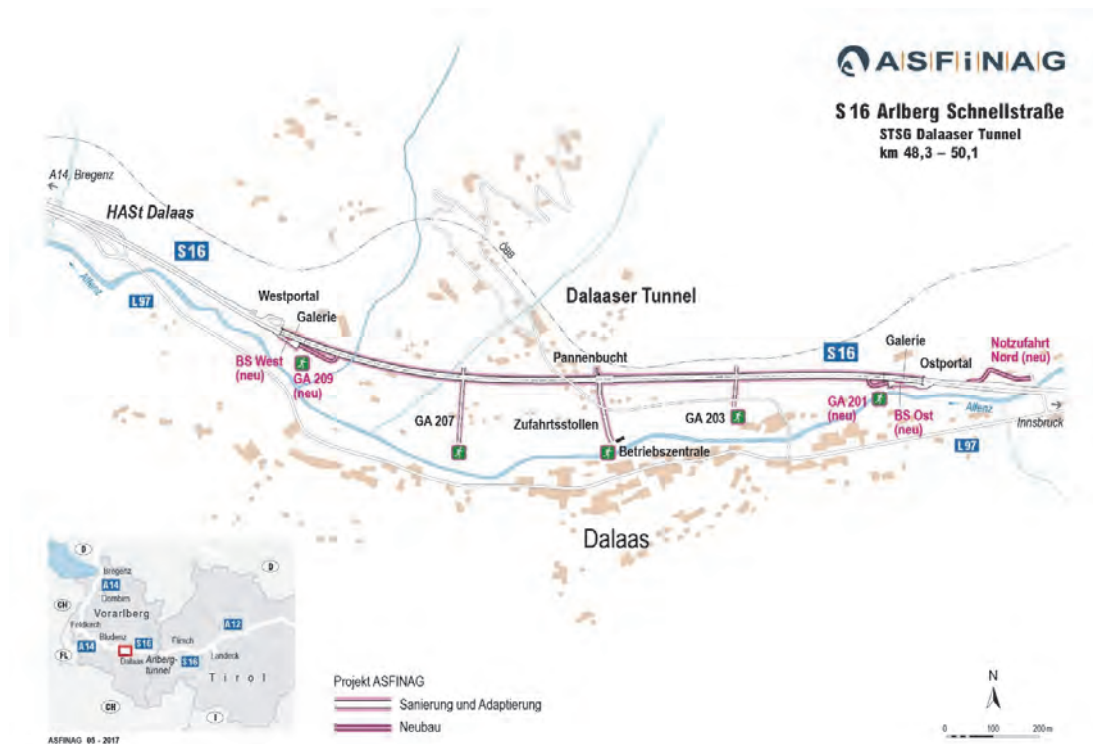 ASFiNAG
S 16 Arlberg Schnellstraße
STSG Dalaaser Tunnel
km 48,3 – 50,1
A14 Bregenz
HASt Dalaas
S 16
ÖBB
Alfenz
L97
Westportal
Galerie
Dalaaser Tunnel
BS West
(neu)
GA 209
(neu)
Pannenbucht
S 16
Galerie
Ostportal
Notzufahrt
Nord (neu)
GA 207
Zufahrtsstollen
GA 203
GA 201
(neu)
BS Ost
(neu)
Alfenz
Innsbruck
Betriebszentrale
L97
Dalaas
D
D
Bregenz
A14
Dornbirn
CH
Vorarlberg
A12
Feldkirch
Bludenz
S16
Flirsch
A14
FL
Dalaas
Arlberg-
tunnel
S16
Landeck
Tirol
CH
I
Projekt ASFINAG
Sanierung und Adaptierung
Neubau
N
0 100 200 m
ASFINAG 05 - 2017